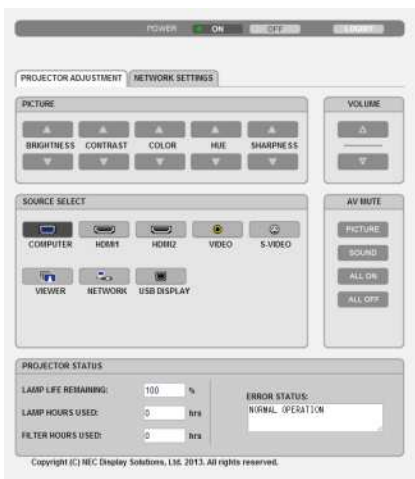 POWER ON OFF LOGOFF
PROJECTOR ADJUSTMENT NETWORK SETTINGS
PICTURE VOLUME
BRIGHTNESS CONTRAST COLOR HUE SHARPNESS
SOURCE SELECT AV MUTE
COMPUTER HDMI1 HDMI2 VIDEO S-VIDEO
PICTURE
SOUND
VIEWER NETWORK USB DISPLAY
ALL ON
ALL OFF
PROJECTOR STATUS
LAMP LIFE REMAINING: 100 %
ERROR STATUS:
LAMP HOURS USED: 0 hrs
NORMAL OPERATION
FILTER HOURS USED: 0 hrs
Copyright (C) NEC Display Solutions, Ltd. 2013. All rights reserved.